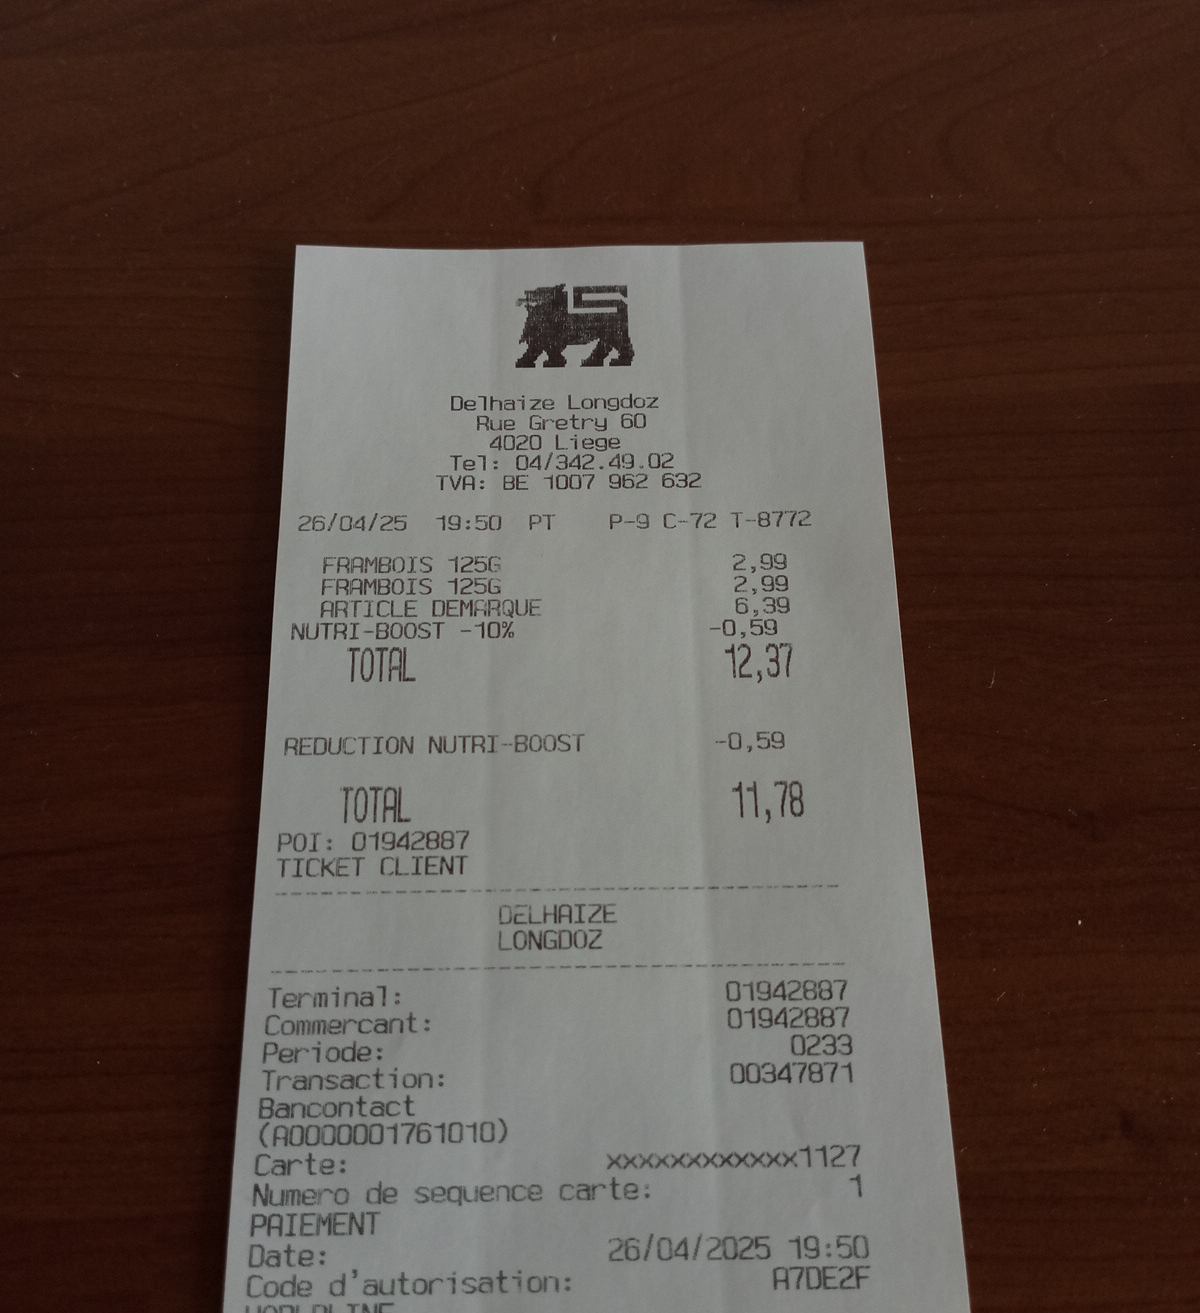 Delhaize Longdoz
Rue Gretry 60
4020 Liege
Tel: 04/342.49.02
TVA: BE 1007 962 632
26/04/25 19:50 PT P-9 C-72 T-8772
FRAMBOIS 125G 2,99
FRAMBOIS 125G 2,99
ARTICLE DEMARQUE 6,39
NUTRI-BOOST -10% -0,59
TOTAL 12,37
REDUCTION NUTRI-BOOST -0,59
TOTAL 11,78
POI: 01942887
TICKET CLIENT
DELHAIZE
LONGDOZ
Terminal: 01942887
Commercant: 01942887
Periode: 0233
Transaction: 00347871
Bancontact
(A0000001761010)
Carte: xxxxxxxxxxxx1127
Numero de sequence carte: 1
PAIEMENT
Date: 26/04/2025 19:50
Code d'autorisation: A7DE2F